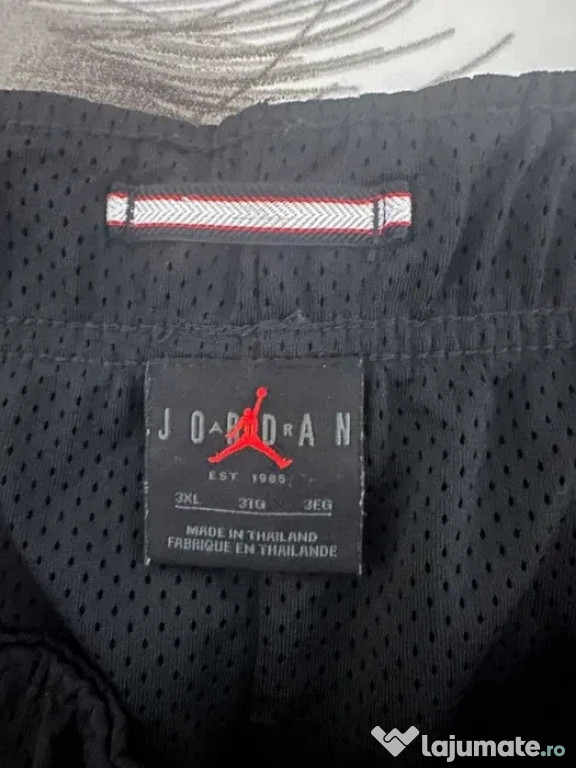 JORDAN
AIR
EST 1985
3XL 3TG 3EG
MADE IN THAILAND
FABRIQUE EN THAILANDE
lajumate.ro